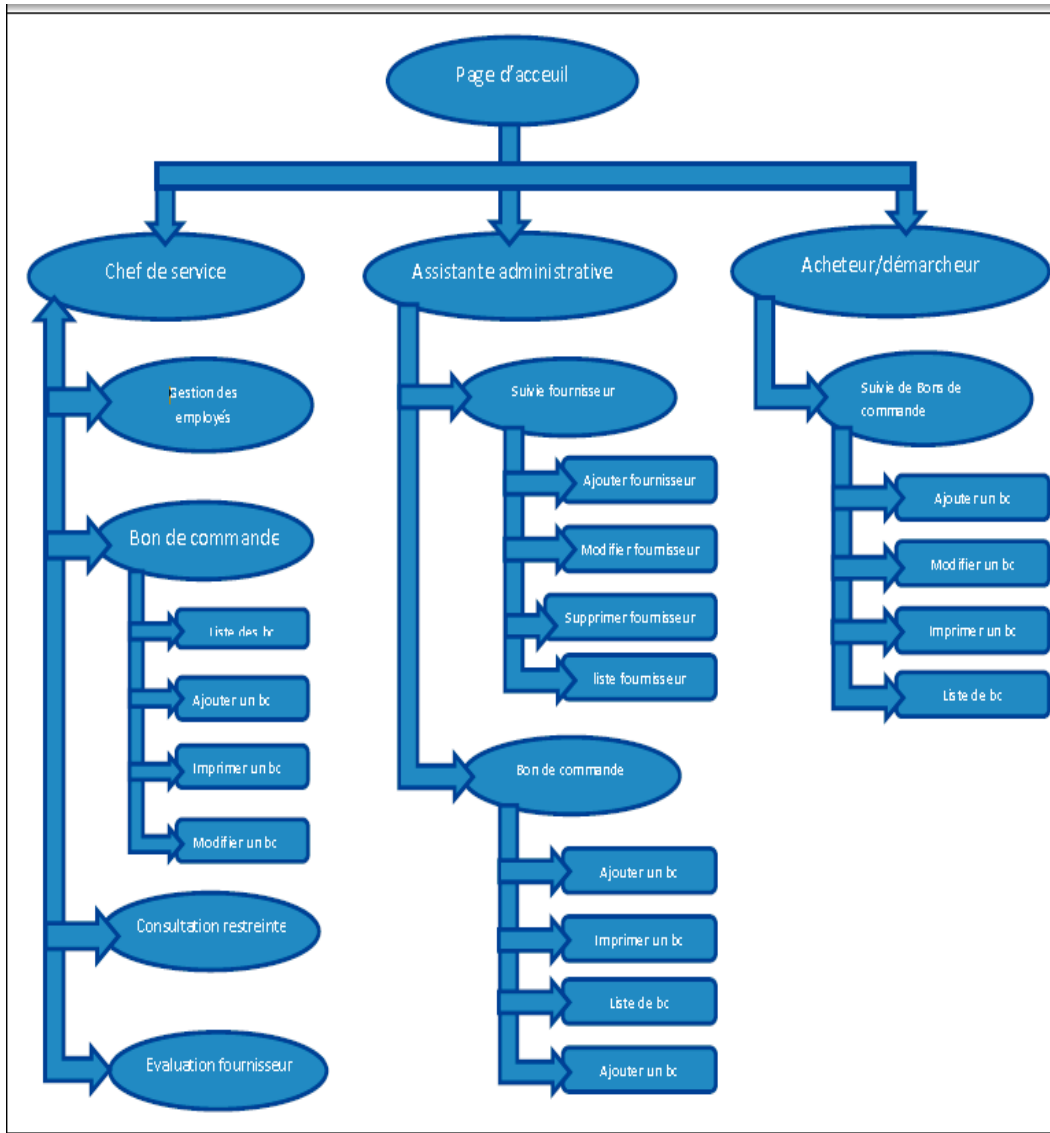 Page d'acceuil
Chef de service
Assistante administrative
Acheteur/démarcheur
Gestion des
employés
Bon de commande
Liste des bc
Ajouter un bc
Imprimer un bc
Modifier un bc
Consultation restreinte
Evaluation fournisseur
Suivie fournisseur
Ajouter fournisseur
Modifier fournisseur
Supprimer fournisseur
liste fournisseur
Bon de commande
Ajouter un bc
Imprimer un bc
Liste de bc
Ajouter un bc
Suivie de Bons de
commande
Ajouter un bc
Modifier un bc
Imprimer un bc
Liste de bc